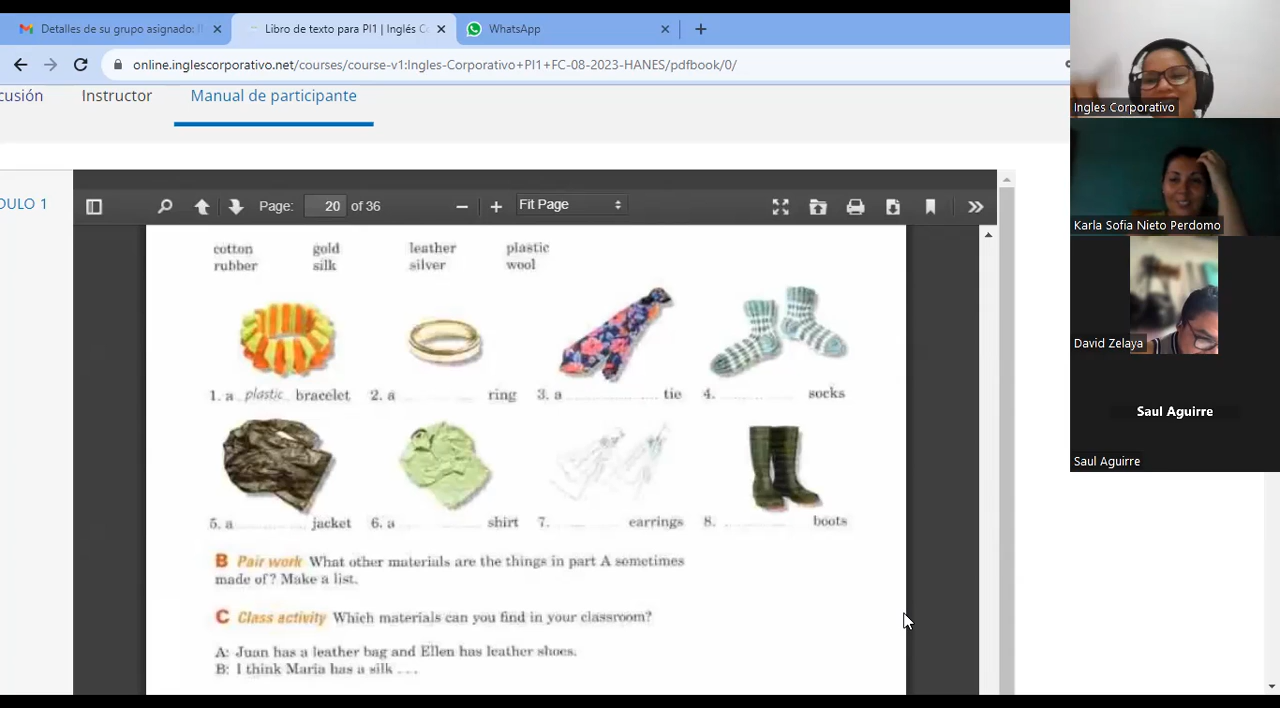 Detalles de su grupo asignado:
Libro de texto para PI1 | Inglés C
WhatsApp
online.inglescorporativo.net/courses/course-v1:Ingles-Corporativo+PI1+FC-08-2023-HANES/pdfbook/0/
cusión Instructor Manual de participante
DULO 1
Page: 20 of 36 Fit Page
cotton gold leather plastic
rubber silk silver wool
1. a plastic bracelet 2. a ring 3. a tie 4. socks
5. a jacket 6. a shirt 7. earrings 8. boots
B Pair work What other materials are the things in part A sometimes
made of? Make a list.
C Class activity Which materials can you find in your classroom?
A: Juan has a leather bag and Ellen has leather shoes.
B: I think Maria has a silk . . .
Ingles Corporativo
Karla Sofia Nieto Perdomo
David Zelaya
Saul Aguirre
Saul Aguirre